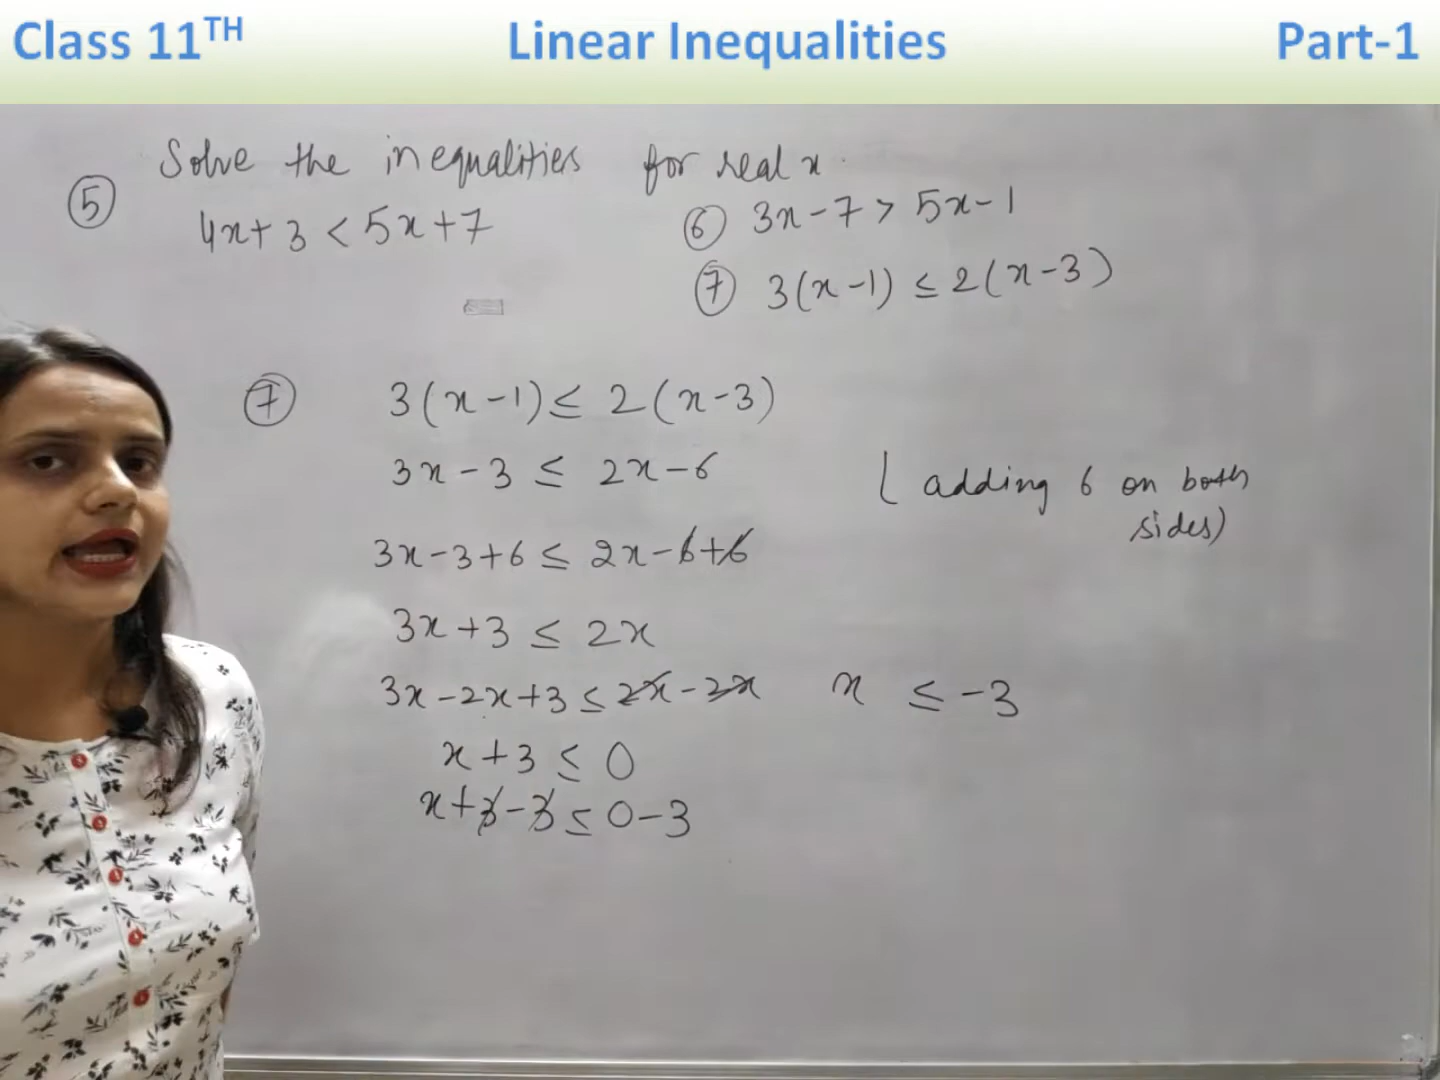 Class 11TH Linear Inequalities Part-1
Solve the inequalities for real x.
(5) 4x+3 < 5x+7
(6) 3x-7 > 5x-1
(7) 3(x-1) ≤ 2(x-3)
(7) 3(x-1) ≤ 2(x-3)
3x-3 ≤ 2x-6
(adding 6 on both
sides)
3x-3+6 ≤ 2x-6+6
3x+3 ≤ 2x
3x-2x+3 ≤ 2x-2x
x ≤ -3
x+3 ≤ 0
x+3-3 ≤ 0-3